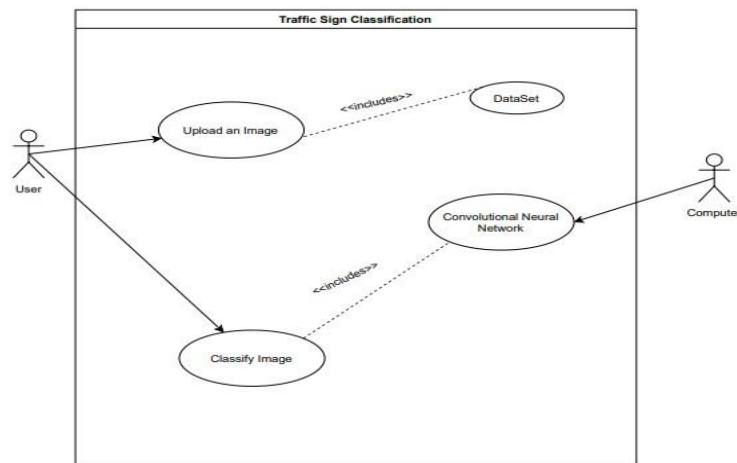 Traffic Sign Classification
<<includes>>
DataSet
Upload an Image
User
Compute
Convolutional Neural
Network
<<includes>>
Classify Image